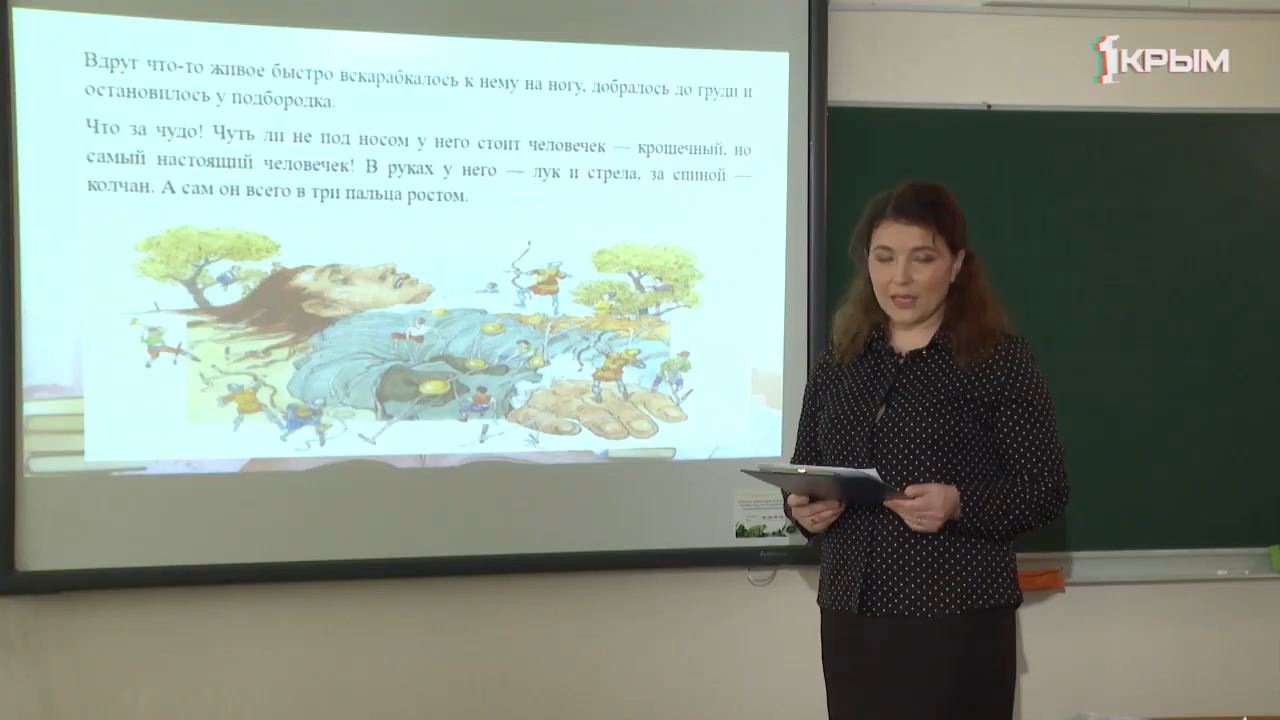 Вдруг что-то живое быстро вскарабкалось к нему на ногу, добралось до груди и
остановилось у подбородка.
Что за чудо! Чуть ли не под носом у него стоит человечек — крошечный, но
самый настоящий человечек! В руках у него — лук и стрела, за спиной —
колчан. А сам он всего в три пальца ростом.
1КРЫМ